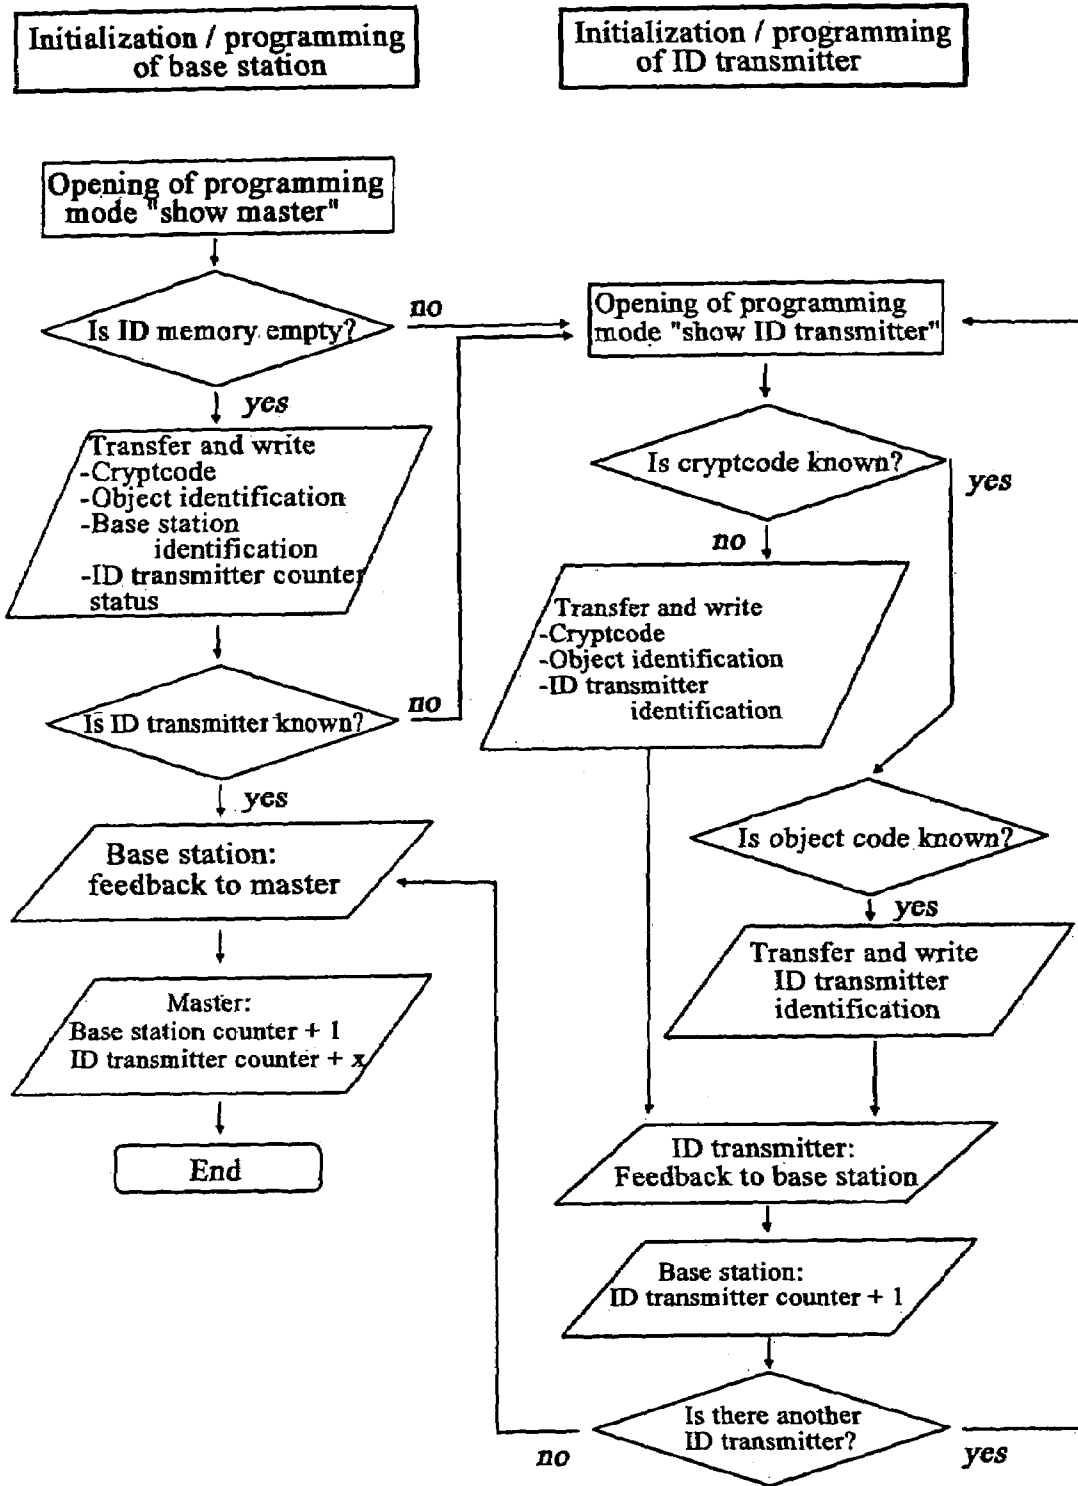 Initialization / programming
of base station
Initialization / programming
of ID transmitter
Opening of programming
mode "show master"
Is ID memory empty?
no
yes
Transfer and write
-Cryptcode
-Object identification
-Base station
identification
-ID transmitter counter
status
Is ID transmitter known?
no
yes
Base station:
feedback to master
Master:
Base station counter + 1
ID transmitter counter + x
End
Opening of programming
mode "show ID transmitter"
Is cryptcode known?
yes
no
Transfer and write
-Cryptcode
-Object identification
-ID transmitter
identification
Is object code known?
yes
Transfer and write
ID transmitter
identification
ID transmitter:
Feedback to base station
Base station:
ID transmitter counter + 1
Is there another
ID transmitter?
no
yes